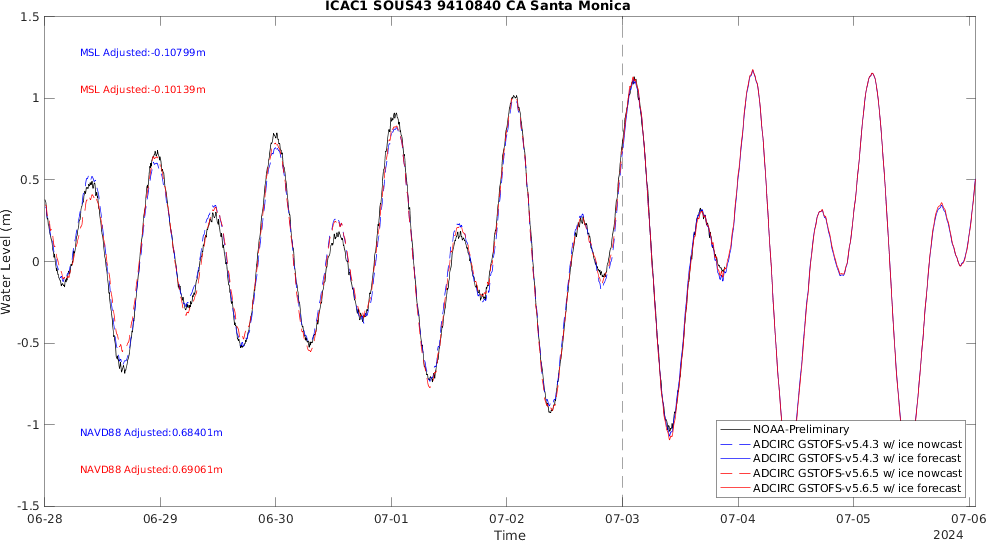 ICAC1 SOUS43 9410840 CA Santa Monica
1.5
MSL Adjusted:-0.10799m
MSL Adjusted:-0.10139m
1
0.5
Water Level (m)
0
-0.5
-1
NAVD88 Adjusted:0.68401m
NAVD88 Adjusted:0.69061m
NOAA-Preliminary
ADCIRC GSTOFS-v5.4.3 w/ ice nowcast
ADCIRC GSTOFS-v5.4.3 w/ ice forecast
ADCIRC GSTOFS-v5.6.5 w/ ice nowcast
ADCIRC GSTOFS-v5.6.5 w/ ice forecast
-1.5
06-28 06-29 06-30 07-01 07-02 07-03 07-04 07-05 07-06
Time
2024